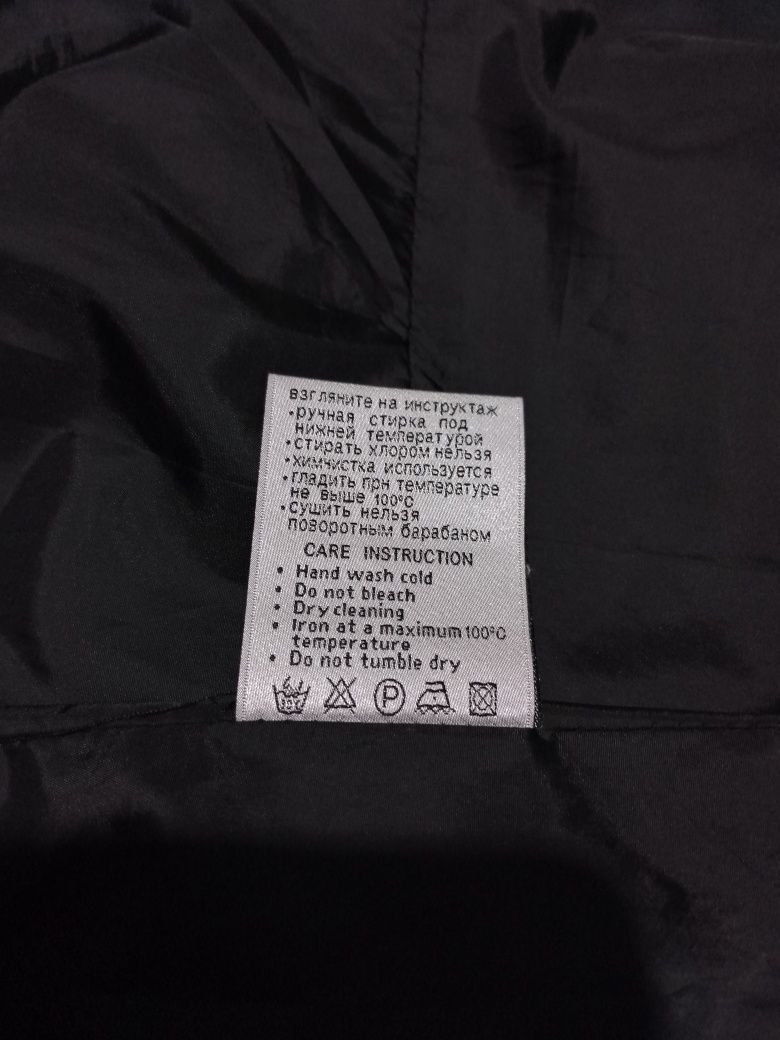 взгляните на инструктаж
•ручная стирка под
нижней температурой
•стирать хлором нельзя
•химчистка используется
•гладить прн температуре
не выше 100°C
•сушить нельзя
поворотным барабаном
CARE INSTRUCTION
• Hand wash cold
• Do not bleach
• Dry cleaning
• Iron at a maximum 100°C
temperature
• Do not tumble dry
P